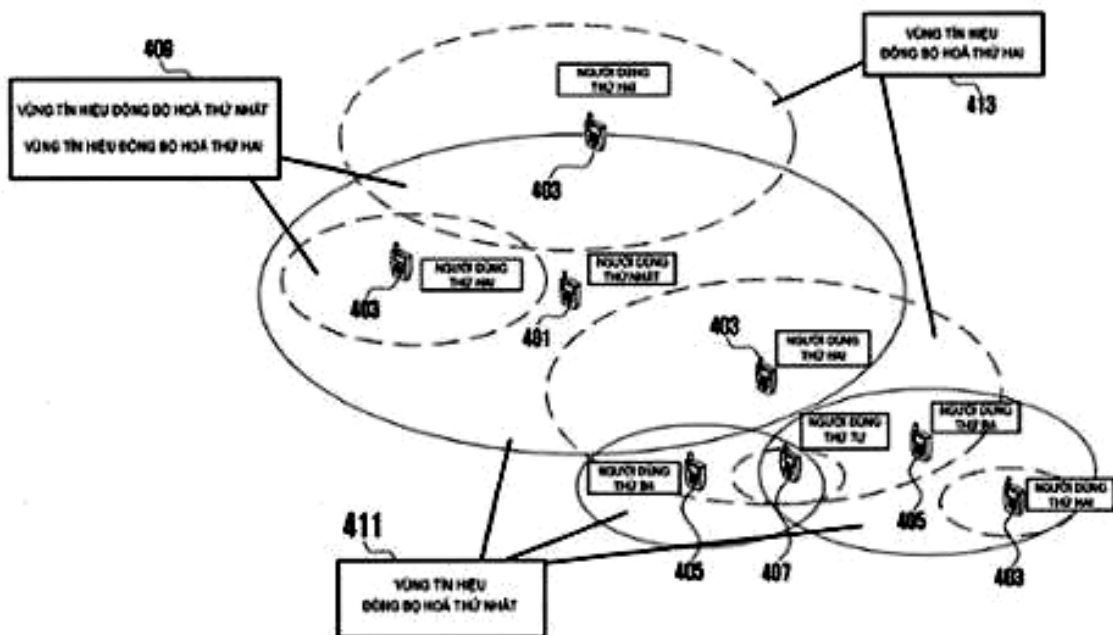 409
VÙNG TÍN HIỆU ĐỒNG BỘ HOÁ THỨ NHẤT
VÙNG TÍN HIỆU ĐỒNG BỘ HOÁ THỨ HAI
VÙNG TÍN HIỆU
ĐỒNG BỘ HOÁ THỨ HAI
413
NGƯỜI DÙNG
THỨ HAI
403
NGƯỜI DÙNG
THỨ HAI
403
NGƯỜI DÙNG
THỨ NHẤT
401
403
NGƯỜI DÙNG
THỨ HAI
NGƯỜI DÙNG
THỨ BA
405
NGƯỜI DÙNG
THỨ TƯ
407
NGƯỜI DÙNG
THỨ BA
405
NGƯỜI DÙNG
THỨ HAI
403
411
VÙNG TÍN HIỆU
ĐỒNG BỘ HOÁ THỨ NHẤT